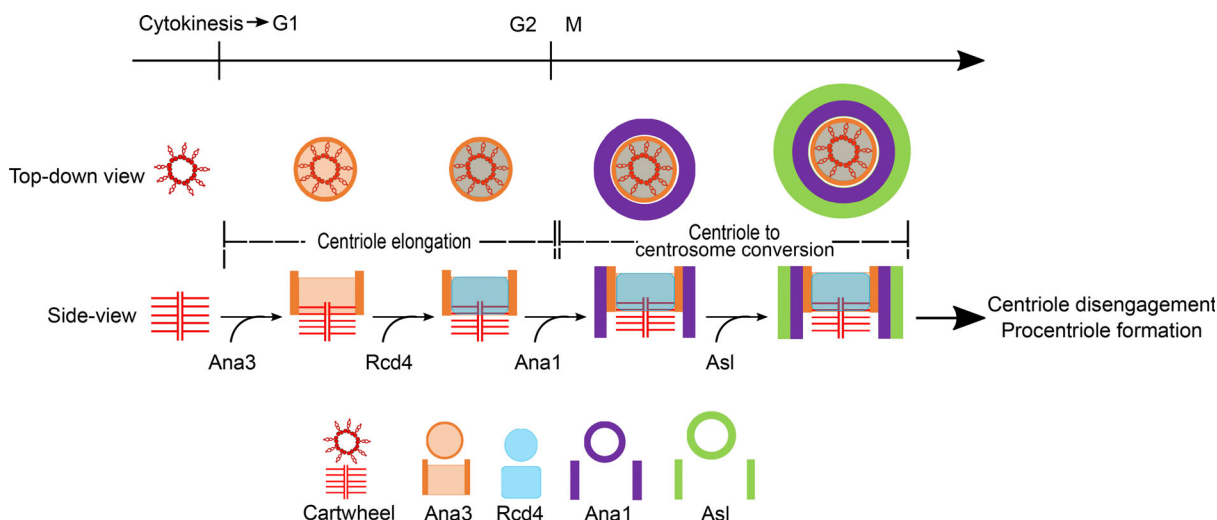 Cytokinesis → G1
G2 M
Top-down view
Centriole elongation
Centriole to
centrosome conversion
Side-view
Centriole disengagement
Procentriole formation
Ana3 Rcd4 Ana1 Asl
Cartwheel Ana3 Rcd4 Ana1 Asl